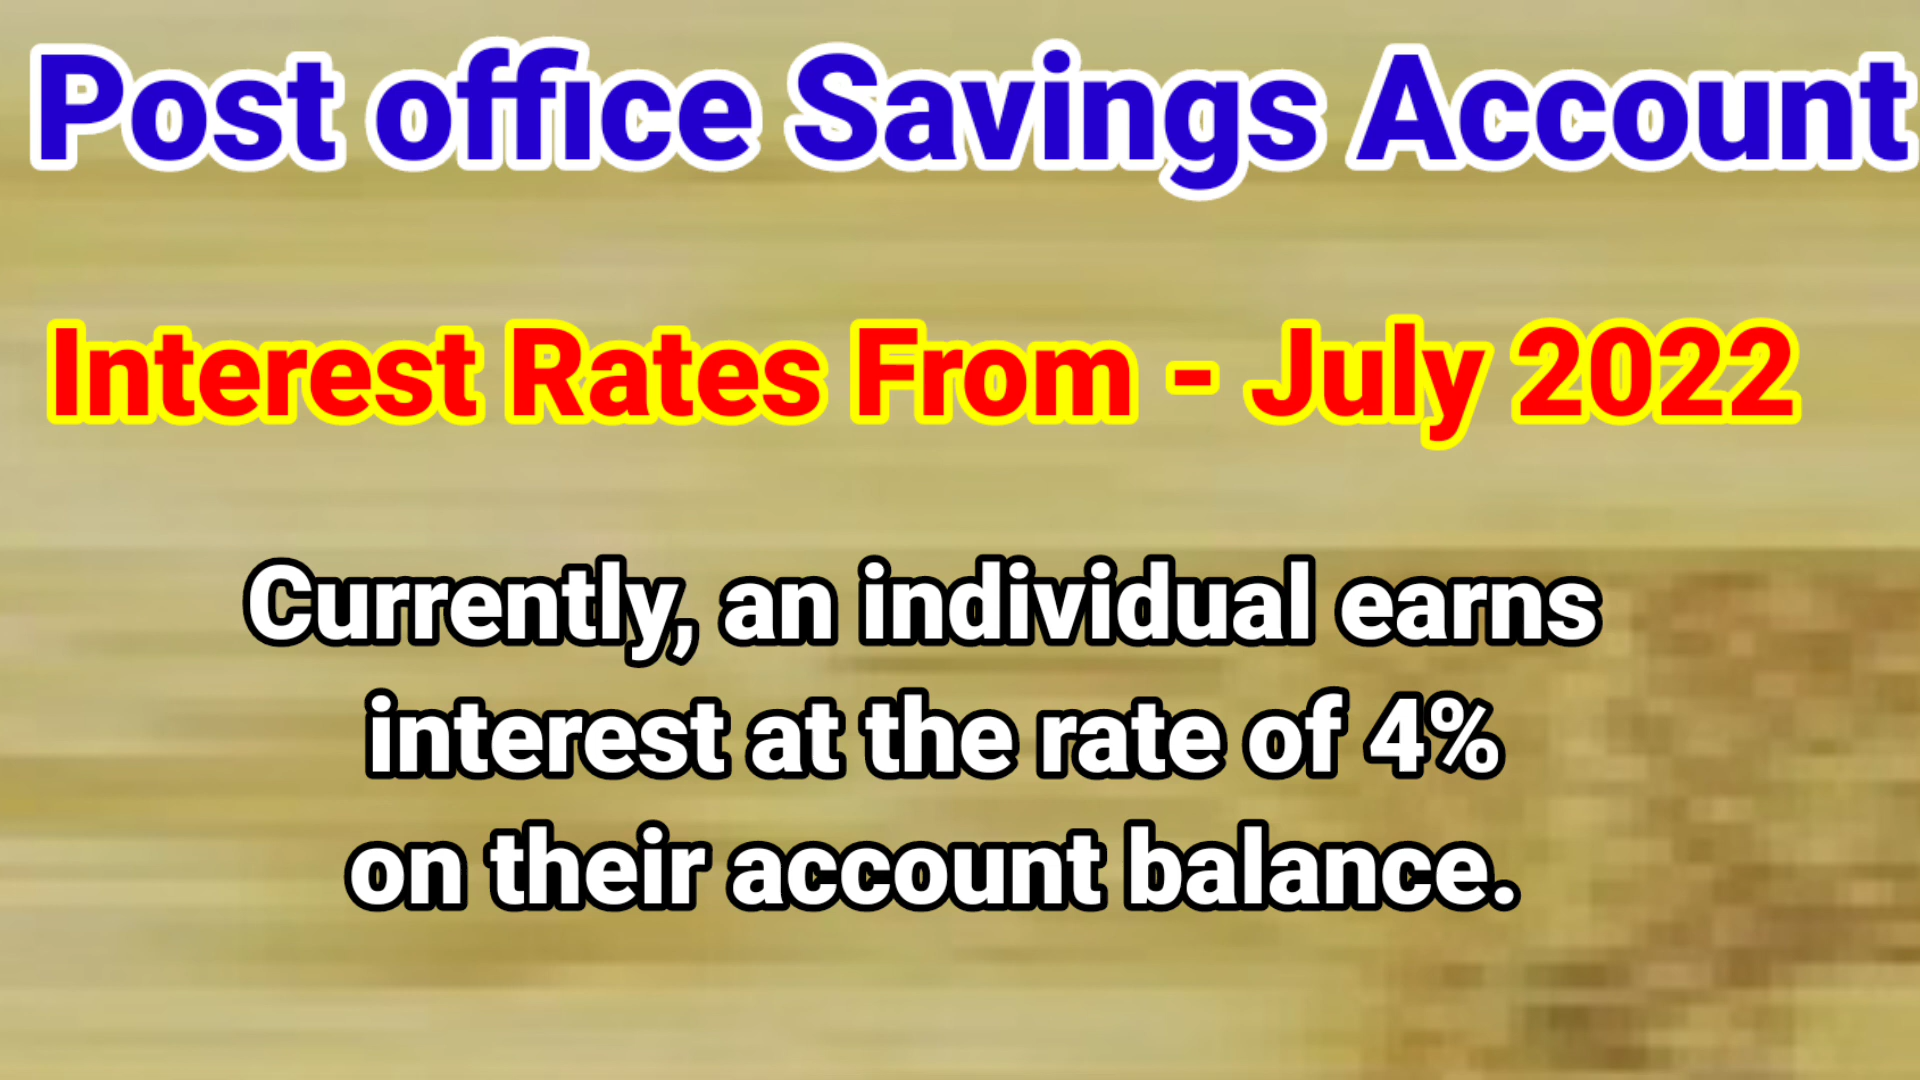 Post office Savings Account
Interest Rates From - July 2022
Currently, an individual earns
interest at the rate of 4%
on their account balance.